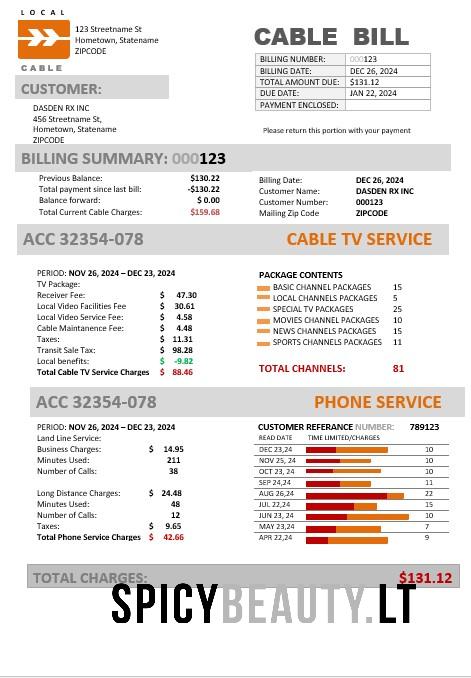 LOCAL
CABLE
123 Streetname St
Hometown, Statename
ZIPCODE
CABLE BILL
BILLING NUMBER: 000123
BILLING DATE: DEC 26, 2024
TOTAL AMOUNT DUE: $131.12
DUE DATE: JAN 22, 2024
PAYMENT ENCLOSED:
CUSTOMER:
DASDEN RX INC
456 Streetname St,
Hometown, Statename
ZIPCODE
Please return this portion with your payment
BILLING SUMMARY: 000123
Previous Balance: $130.22
Total payment since last bill: -$130.22
Balance forward: $ 0.00
Total Current Cable Charges: $159.68
Billing Date: DEC 26, 2024
Customer Name: DASDEN RX INC
Customer Number: 000123
Mailing Zip Code ZIPCODE
ACC 32354-078 CABLE TV SERVICE
PERIOD: NOV 26, 2024 – DEC 23, 2024
TV Package:
Receiver Fee: $ 47.30
Local Video Facilities Fee $ 30.61
Local Video Service Fee: $ 4.58
Cable Maintanence Fee: $ 4.48
Taxes: $ 11.31
Transit Sale Tax: $ 98.28
Local benefits: $ -9.82
Total Cable TV Service Charges $ 88.46
PACKAGE CONTENTS
BASIC CHANNEL PACKAGES 15
LOCAL CHANNEL PACKAGES 5
SPECIAL TV PACKAGES 25
MOVIES CHANNEL PACKAGES 10
NEWS CHANNEL PACKAGES 15
SPORTS CHANNEL PACKAGES 11
TOTAL CHANNELS: 81
ACC 32354-078 PHONE SERVICE
PERIOD: NOV 26, 2024 – DEC 23, 2024
Land Line Service:
Business Charges: $ 14.95
Minutes Used: 211
Number of Calls: 38
Long Distance Charges: $ 24.48
Minutes Used: 48
Number of Calls: 12
Taxes: $ 9.65
Total Phone Service Charges $ 42.66
CUSTOMER REFERANCE NUMBER: 789123
READ DATE TIME LIMITED/CHARGES
DEC 23,24 10
NOV 25, 24 10
OCT 23, 24 10
SEP 24,24 11
AUG 26,24 22
JUL 22,24 15
JUN 23, 24 10
MAY 23,24 7
APR 22,24 9
TOTAL CHARGES: $131.12
SPICYBEAUTY.LT